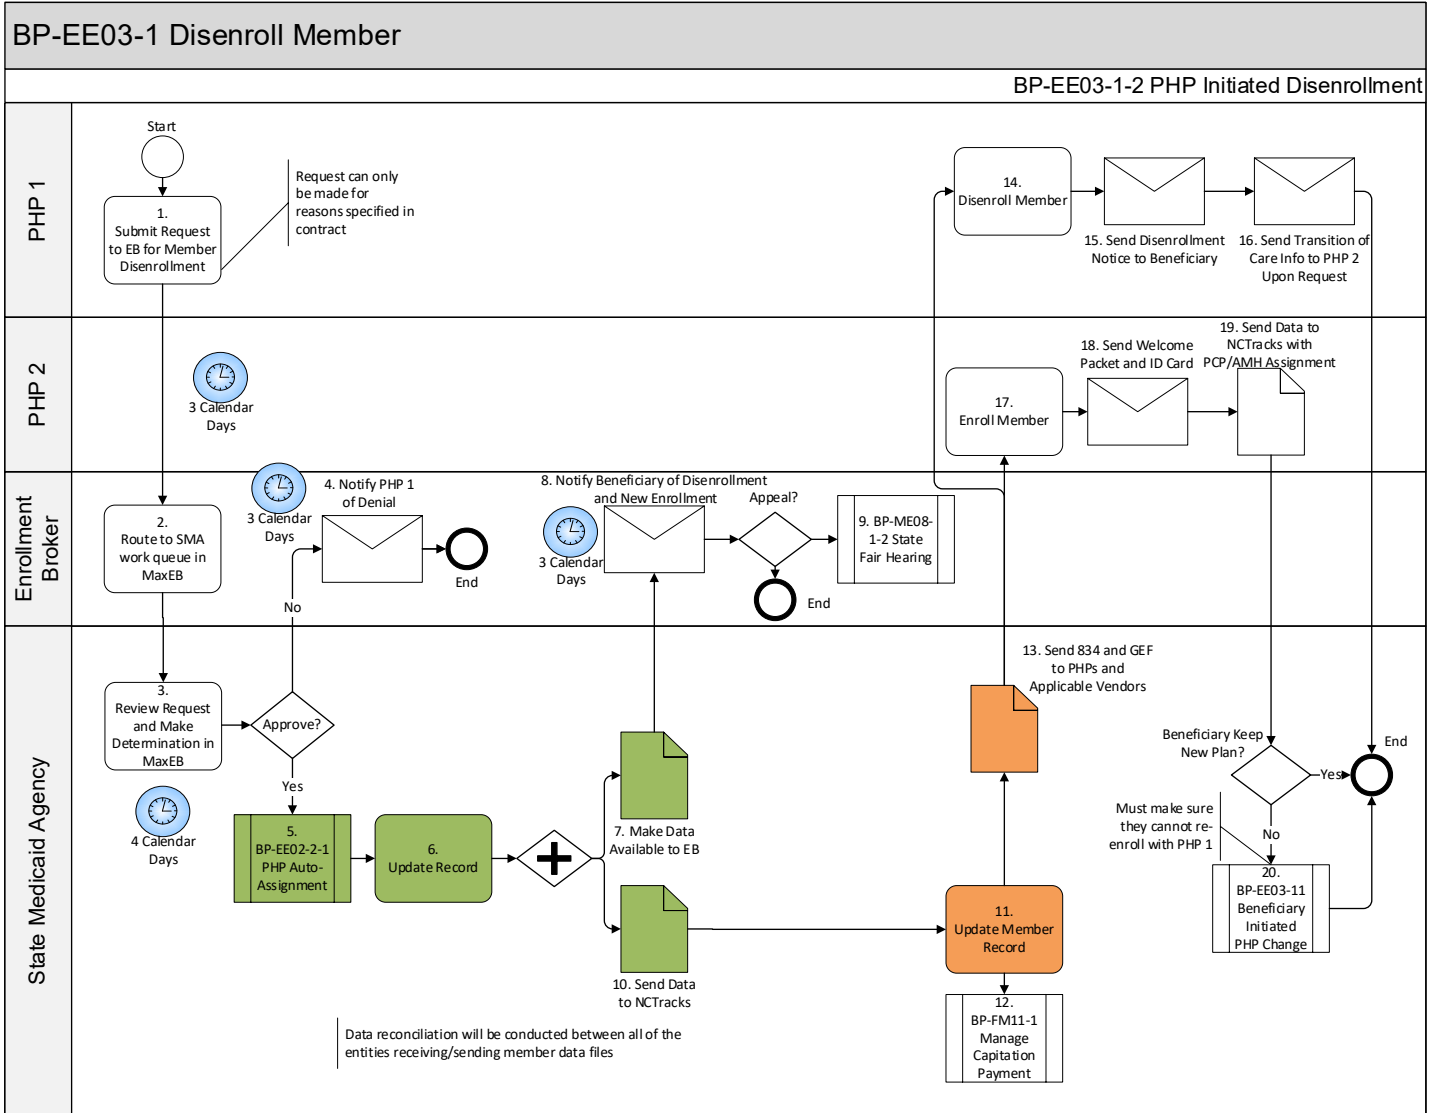 BP-EE03-1 Disenroll Member
BP-EE03-1-2 PHP Initiated Disenrollment
PHP 1
Start
1.
Submit Request
to EB for Member
Disenrollment
Request can only
be made for
reasons specified in
contract
14.
Disenroll Member
15. Send Disenrollment
Notice to Beneficiary
16. Send Transition of
Care Info to PHP 2
Upon Request
PHP 2
3 Calendar
Days
17.
Enroll Member
18. Send Welcome
Packet and ID Card
19. Send Data to
NCTracks with
PCP/AMH Assignment
Enrollment
Broker
2.
Route to SMA
work queue in
MaxEB
3 Calendar
Days
4. Notify PHP 1
of Denial
End
No
8. Notify Beneficiary of Disenrollment
and New Enrollment
3 Calendar
Days
Appeal?
End
9. BP-ME08-
1-2 State
Fair Hearing
State Medicaid Agency
3.
Review Request
and Make
Determination in
MaxEB
4 Calendar
Days
Approve?
Yes
5.
BP-EE02-2-1
PHP Auto-
Assignment
6.
Update Record
7. Make Data
Available to EB
10. Send Data
to NCTracks
Data reconciliation will be conducted between all of the
entities receiving/sending member data files
13. Send 834 and GEF
to PHPs and
Applicable Vendors
11.
Update Member
Record
12.
BP-FM11-1
Manage
Capitation
Payment
Beneficiary Keep
New Plan?
Yes
End
No
Must make sure
they cannot re-
enroll with PHP 1
20.
BP-EE03-11
Beneficiary
Initiated
PHP Change